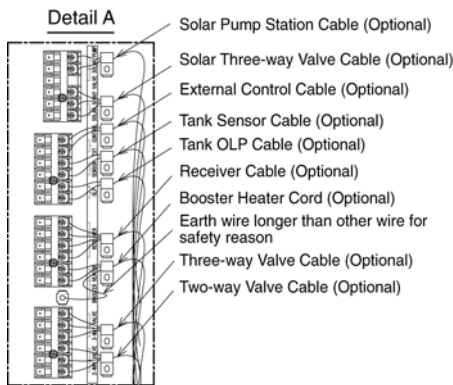 Detail A
Solar Pump Station Cable (Optional)
Solar Three-way Valve Cable (Optional)
External Control Cable (Optional)
Tank Sensor Cable (Optional)
Tank OLP Cable (Optional)
Receiver Cable (Optional)
Booster Heater Cord (Optional)
Earth wire longer than other wire for
safety reason
Three-way Valve Cable (Optional)
Two-way Valve Cable (Optional)